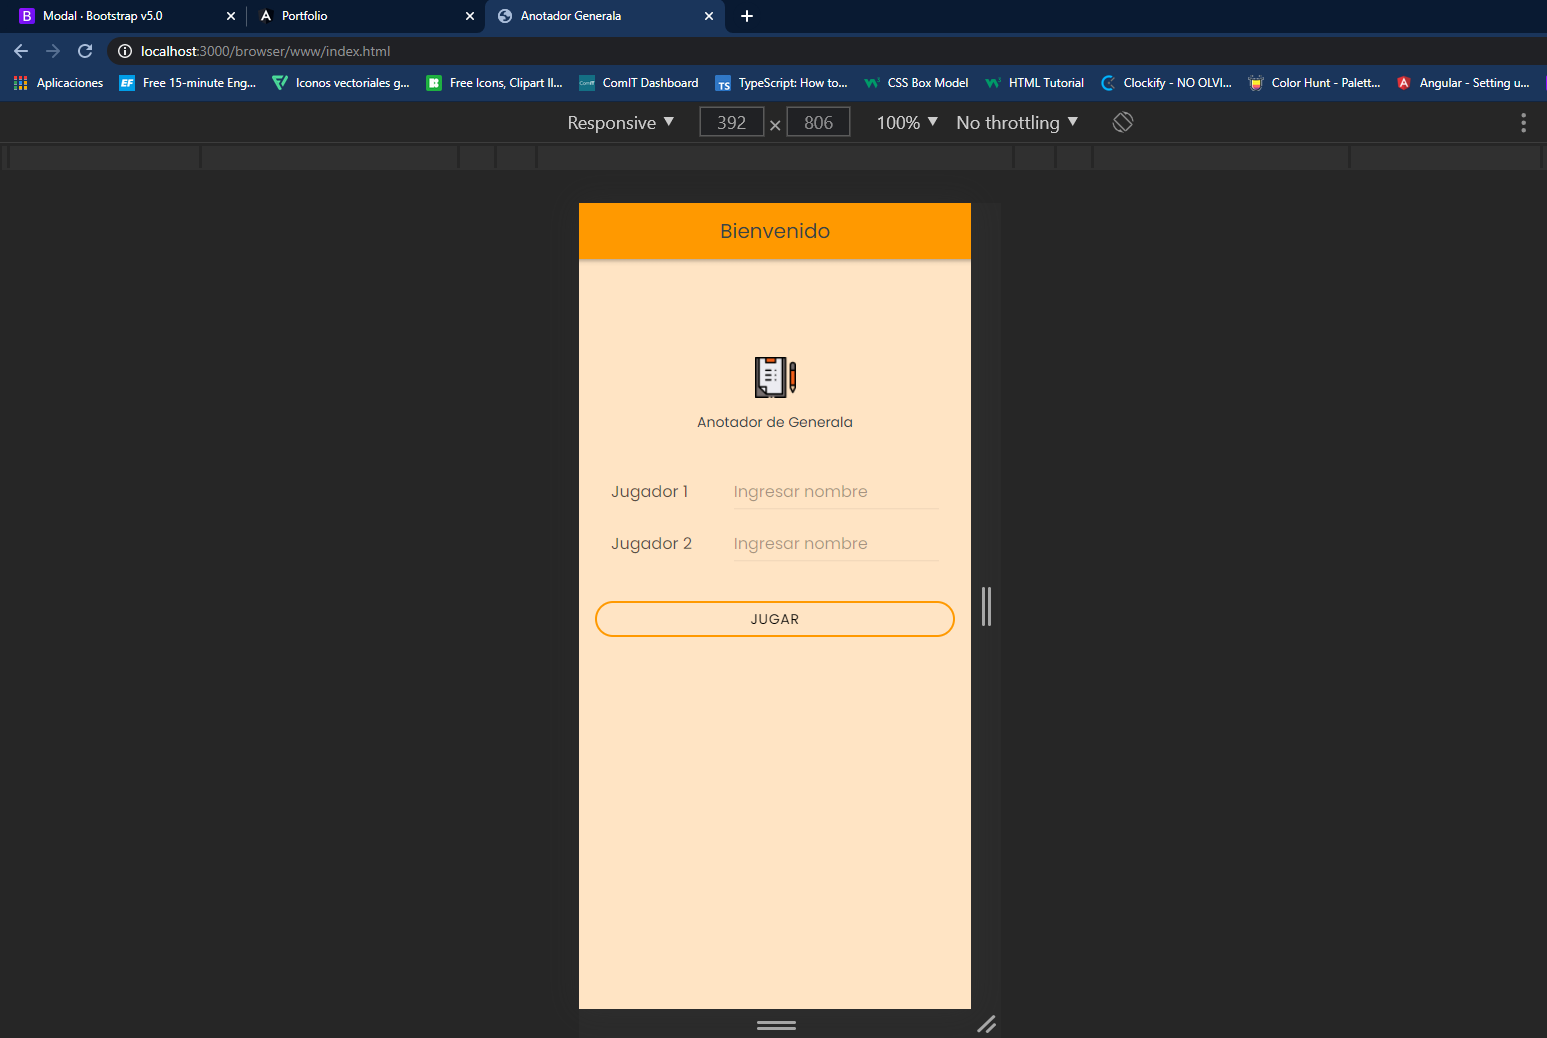 Modal · Bootstrap v5.0
Portfolio
Anotador Generala
localhost:3000/browser/www/index.html
Aplicaciones
EF Free 15-minute Eng...
Iconos vectoriales g...
Free Icons, Clipart Il...
ComIT Dashboard
TS TypeScript: How to...
CSS Box Model
HTML Tutorial
Clockify - NO OLVI...
Color Hunt - Palett...
Angular - Setting u...
Responsive 392 × 806 100% No throttling
Bienvenido
Anotador de Generala
Jugador 1 Ingresar nombre
Jugador 2 Ingresar nombre
JUGAR